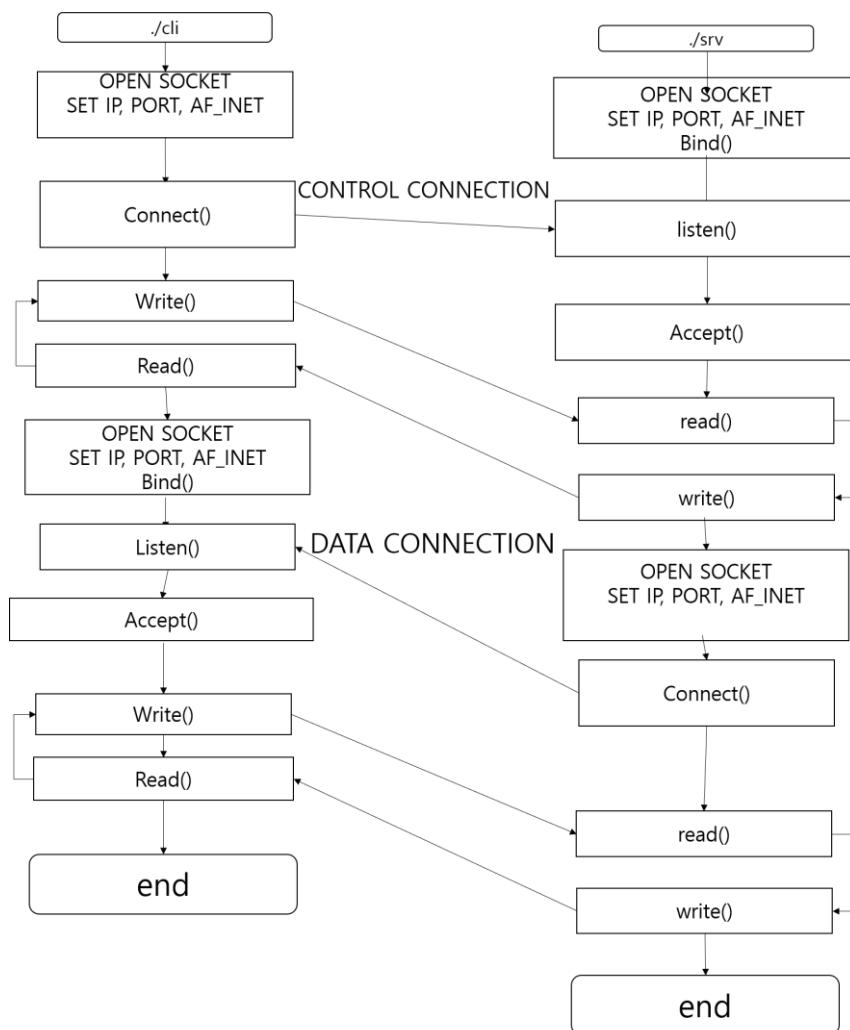 ./cli
OPEN SOCKET
SET IP, PORT, AF_INET
Connect()
Write()
Read()
OPEN SOCKET
SET IP, PORT, AF_INET
Bind()
Listen()
Accept()
Write()
Read()
end
CONTROL CONNECTION
DATA CONNECTION
./srv
OPEN SOCKET
SET IP, PORT, AF_INET
Bind()
listen()
Accept()
read()
write()
OPEN SOCKET
SET IP, PORT, AF_INET
Connect()
read()
write()
end